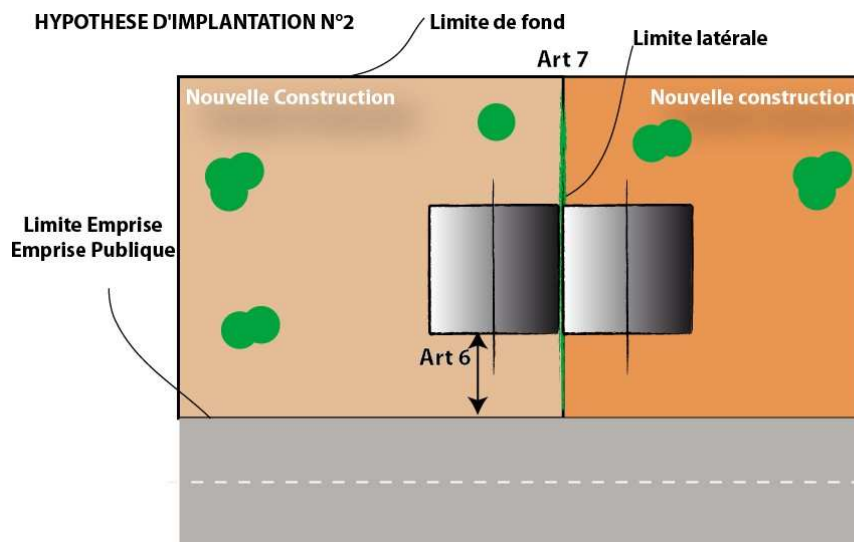 HYPOTHESE D'IMPLANTATION N°2
Limite de fond
Limite latérale
Art 7
Nouvelle Construction
Nouvelle construction
Limite Emprise
Emprise Publique
Art 6